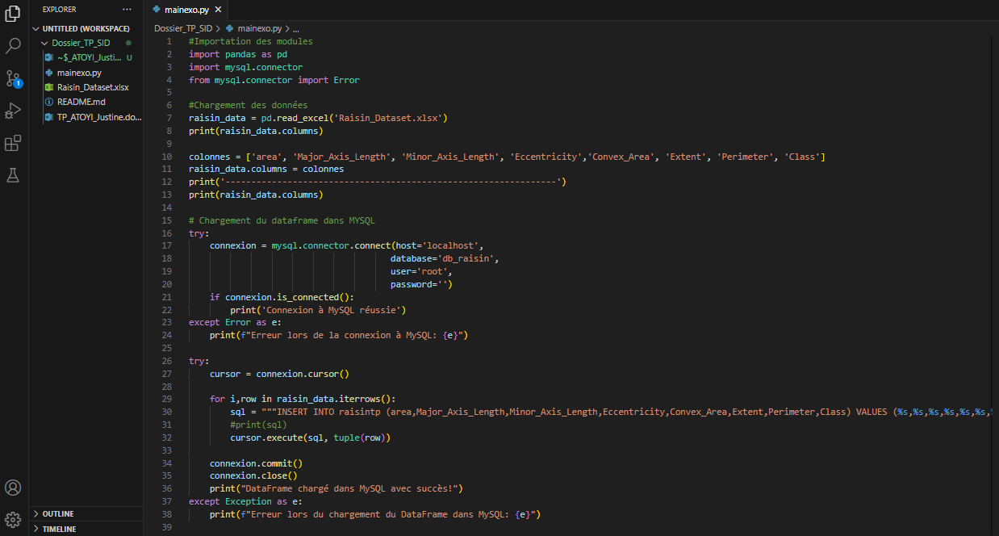 EXPLORER ...
UNTITLED (WORKSPACE)
Dossier_TP_SID
~$_ATOYI_Justi... U
mainexo.py
Raisin_Dataset.xlsx
README.md
TP_ATOYI_Justine.do...
OUTLINE
TIMELINE
1
mainexo.py ×
Dossier_TP_SID > mainexo.py > ...
1 #Importation des modules
2 import pandas as pd
3 import mysql.connector
4 from mysql.connector import Error
5
6 #Chargement des données
7 raisin_data = pd.read_excel('Raisin_Dataset.xlsx')
8 print(raisin_data.columns)
9
10 colonnes = ['area', 'Major_Axis_Length', 'Minor_Axis_Length', 'Eccentricity','Convex_Area', 'Extent', 'Perimeter', 'Class']
11 raisin_data.columns = colonnes
12 print('----------------------------------------------------------------')
13 print(raisin_data.columns)
14
15 # Chargement du dataframe dans MYSQL
16 try:
17     connexion = mysql.connector.connect(host='localhost',
18                                        database='db_raisin',
19                                        user='root',
20                                        password='')
21     if connexion.is_connected():
22         print('Connexion à MySQL réussie')
23 except Error as e:
24     print(f"Erreur lors de la connexion à MySQL: {e}")
25
26 try:
27     cursor = connexion.cursor()
28
29     for i,row in raisin_data.iterrows():
30         sql = """INSERT INTO raisintp (area,Major_Axis_Length,Minor_Axis_Length,Eccentricity,Convex_Area,Extent,Perimeter,Class) VALUES (%s,%s,%s,%s,%s,%s,
31         #print(sql)
32         cursor.execute(sql, tuple(row))
33
34     connexion.commit()
35     connexion.close()
36     print("DataFrame chargé dans MySQL avec succès!")
37 except Exception as e:
38     print(f"Erreur lors du chargement du DataFrame dans MySQL: {e}")
39